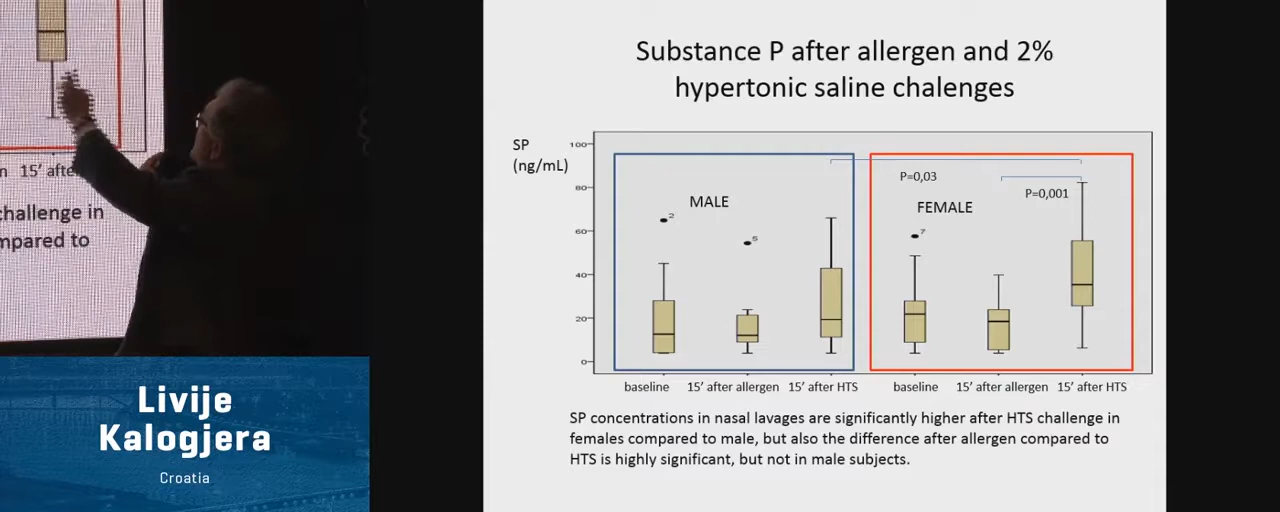 n 15' afte
challenge in
mpared to
Livije
Kalogjera
Croatia
Substance P after allergen and 2%
hypertonic saline chalenges
SP
(ng/mL)
100
80
60
40
20
0
MALE
2
5
FEMALE
7
P=0,03
P=0,001
baseline 15' after allergen 15' after HTS baseline 15' after allergen 15' after HTS
SP concentrations in nasal lavages are significantly higher after HTS challenge in
females compared to male, but also the difference after allergen compared to
HTS is highly significant, but not in male subjects.